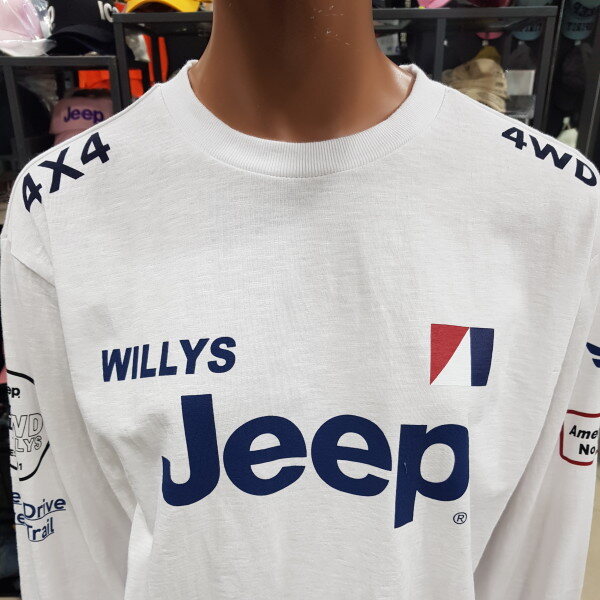 Jeep
4X4
4WD
WILLYS
Jeep
®
Drive
Trail